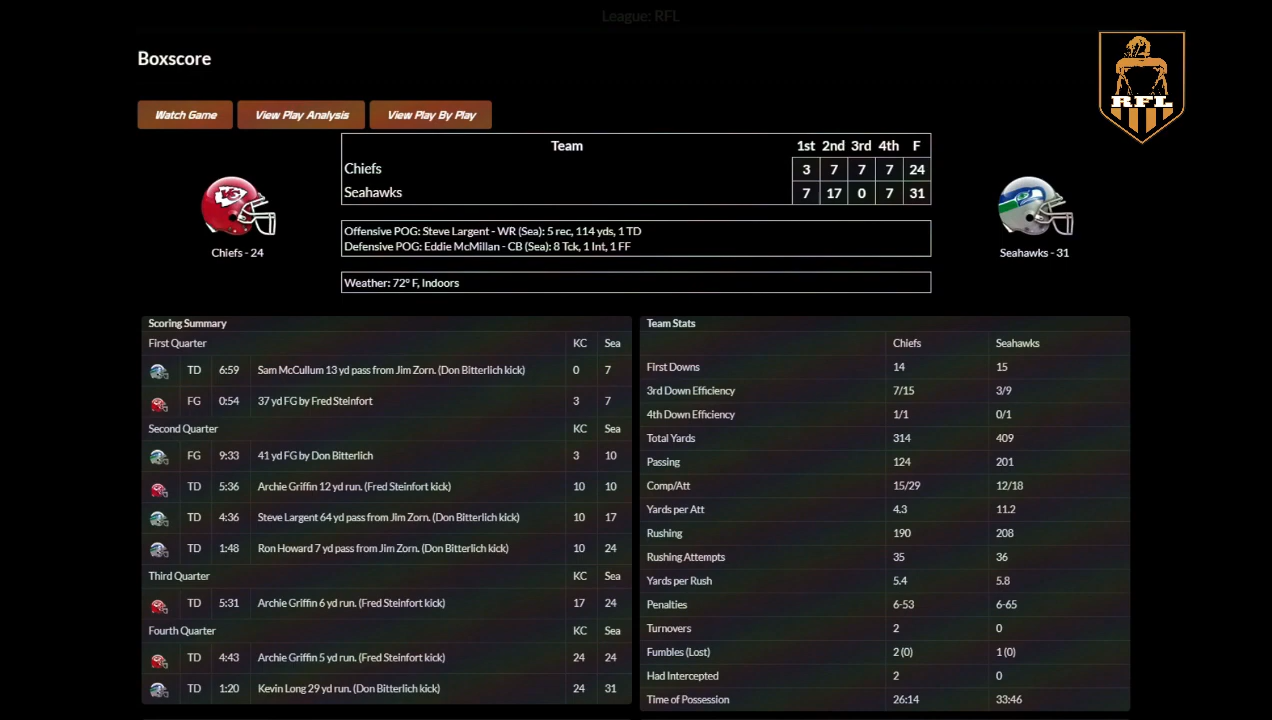 League: RFL
Boxscore
RFL
Watch Game View Play Analysis View Play By Play
Team 1st 2nd 3rd 4th F
Chiefs 3 7 7 7 24
Seahawks 7 17 0 7 31
Chiefs - 24
Seahawks - 31
Offensive POG: Steve Largent - WR (Sea): 5 rec, 114 yds, 1 TD
Defensive POG: Eddie McMillan - CB (Sea): 8 Tck, 1 Int, 1 FF
Weather: 72° F, Indoors
Scoring Summary
First Quarter KC Sea
TD 6:59 Sam McCullum 13 yd pass from Jim Zorn. (Don Bitterlich kick) 0 7
FG 0:54 37 yd FG by Fred Steinfort 3 7
Second Quarter KC Sea
FG 9:33 41 yd FG by Don Bitterlich 3 10
TD 5:36 Archie Griffin 12 yd run. (Fred Steinfort kick) 10 10
TD 4:36 Steve Largent 64 yd pass from Jim Zorn. (Don Bitterlich kick) 10 17
TD 1:48 Ron Howard 7 yd pass from Jim Zorn. (Don Bitterlich kick) 10 24
Third Quarter KC Sea
TD 5:31 Archie Griffin 6 yd run. (Fred Steinfort kick) 17 24
Fourth Quarter KC Sea
TD 4:43 Archie Griffin 5 yd run. (Fred Steinfort kick) 24 24
TD 1:20 Kevin Long 29 yd run. (Don Bitterlich kick) 24 31
Team Stats
Chiefs Seahawks
First Downs 14 15
3rd Down Efficiency 7/15 3/9
4th Down Efficiency 1/1 0/1
Total Yards 314 409
Passing 124 201
Comp/Att 15/29 12/18
Yards per Att 4.3 11.2
Rushing 190 208
Rushing Attempts 35 36
Yards per Rush 5.4 5.8
Penalties 6-53 6-65
Turnovers 2 0
Fumbles (Lost) 2 (0) 1 (0)
Had Intercepted 2 0
Time of Possession 26:14 33:46